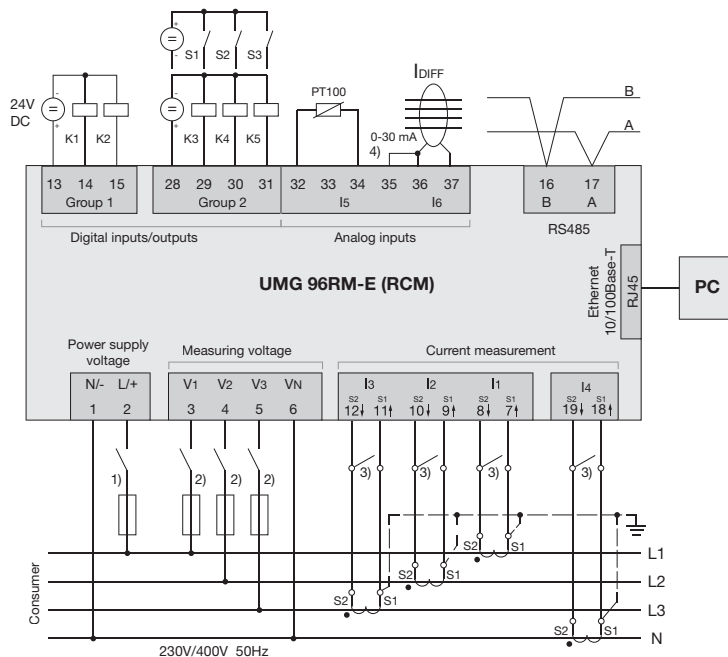 S1 S2 S3
24V
DC
K1 K2
K3 K4 K5
PT100
IDIFF
0-30 mA
4)
B
A
13 14 15
Group 1
28 29 30 31
Group 2
32 33 34 35 36 37
I5 I6
16 17
B A
RS485
Digital inputs/outputs
Analog inputs
UMG 96RM-E (RCM)
Ethernet
10/100Base-T
RJ45
PC
Power supply
voltage
Measuring voltage
Current measurement
N/- L/+
1 2
V1 V2 V3 VN
3 4 5 6
I3 I2 I1
S2 S1 S2 S1 S2 S1
12 11 10 9 8 7
I4
S2 S1
19 18
1) 2) 2) 2) 3) 3) 3) 3)
S2 S1
L1
S2 S1
L2
S2 S1
L3
S2 S1
N
Consumer
230V/400V 50Hz